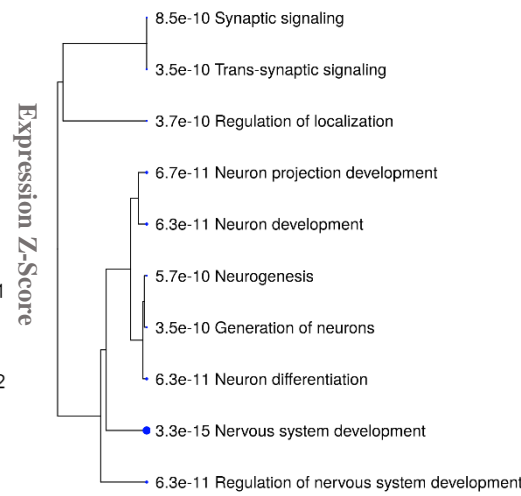 8.5e-10 Synaptic signaling
3.5e-10 Trans-synaptic signaling
3.7e-10 Regulation of localization
Expression Z-Score
6.7e-11 Neuron projection development
6.3e-11 Neuron development
5.7e-10 Neurogenesis
1
3.5e-10 Generation of neurons
6.3e-11 Neuron differentiation
2
3.3e-15 Nervous system development
6.3e-11 Regulation of nervous system development